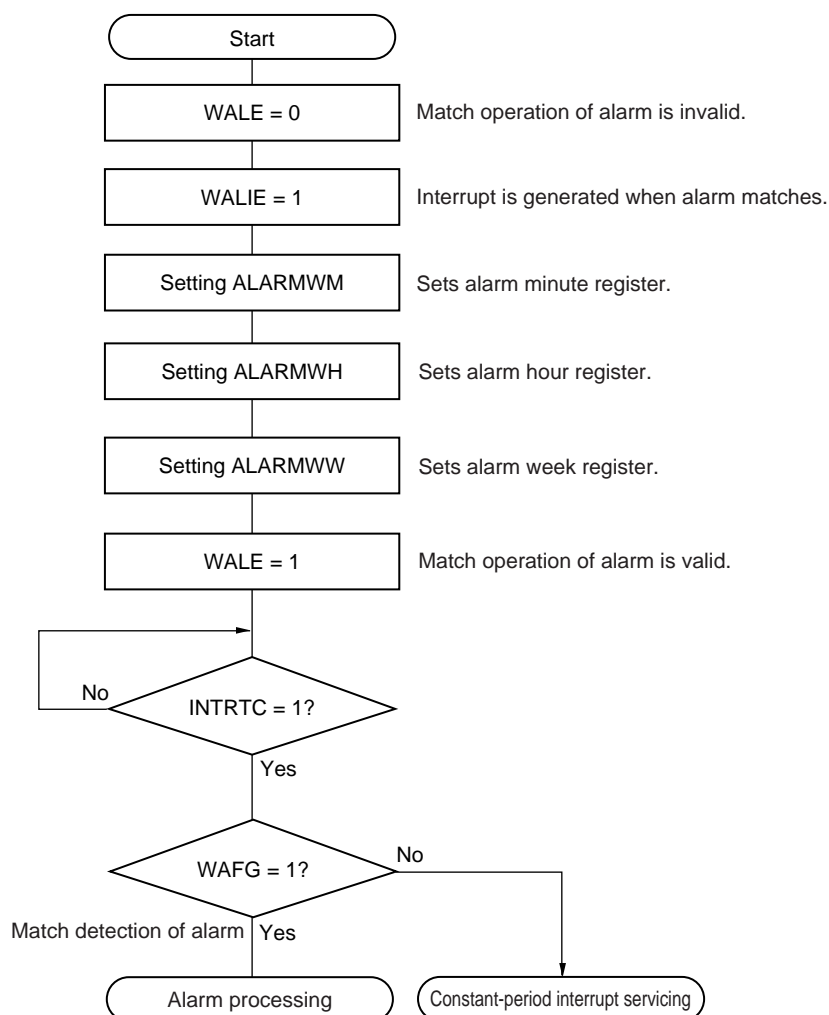 Start
WALE = 0
Match operation of alarm is invalid.
WALIE = 1
Interrupt is generated when alarm matches.
Setting ALARMWM
Sets alarm minute register.
Setting ALARMWH
Sets alarm hour register.
Setting ALARMWW
Sets alarm week register.
WALE = 1
Match operation of alarm is valid.
No
INTRTC = 1?
Yes
WAFG = 1?
No
Match detection of alarm
Yes
Alarm processing
Constant-period interrupt servicing